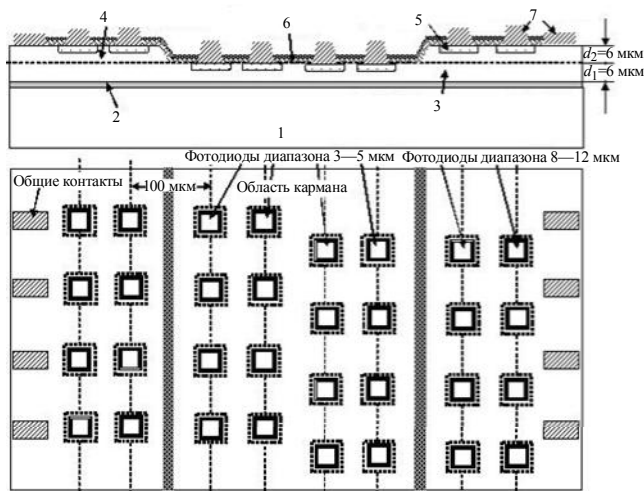 4
6
5
7
d₂=6 мкм
d₁=6 мкм
2
3
1
Фотодиоды диапазона 3—5 мкм
Фотодиоды диапазона 8—12 мкм
Общие контакты
100 мкм
Область кармана